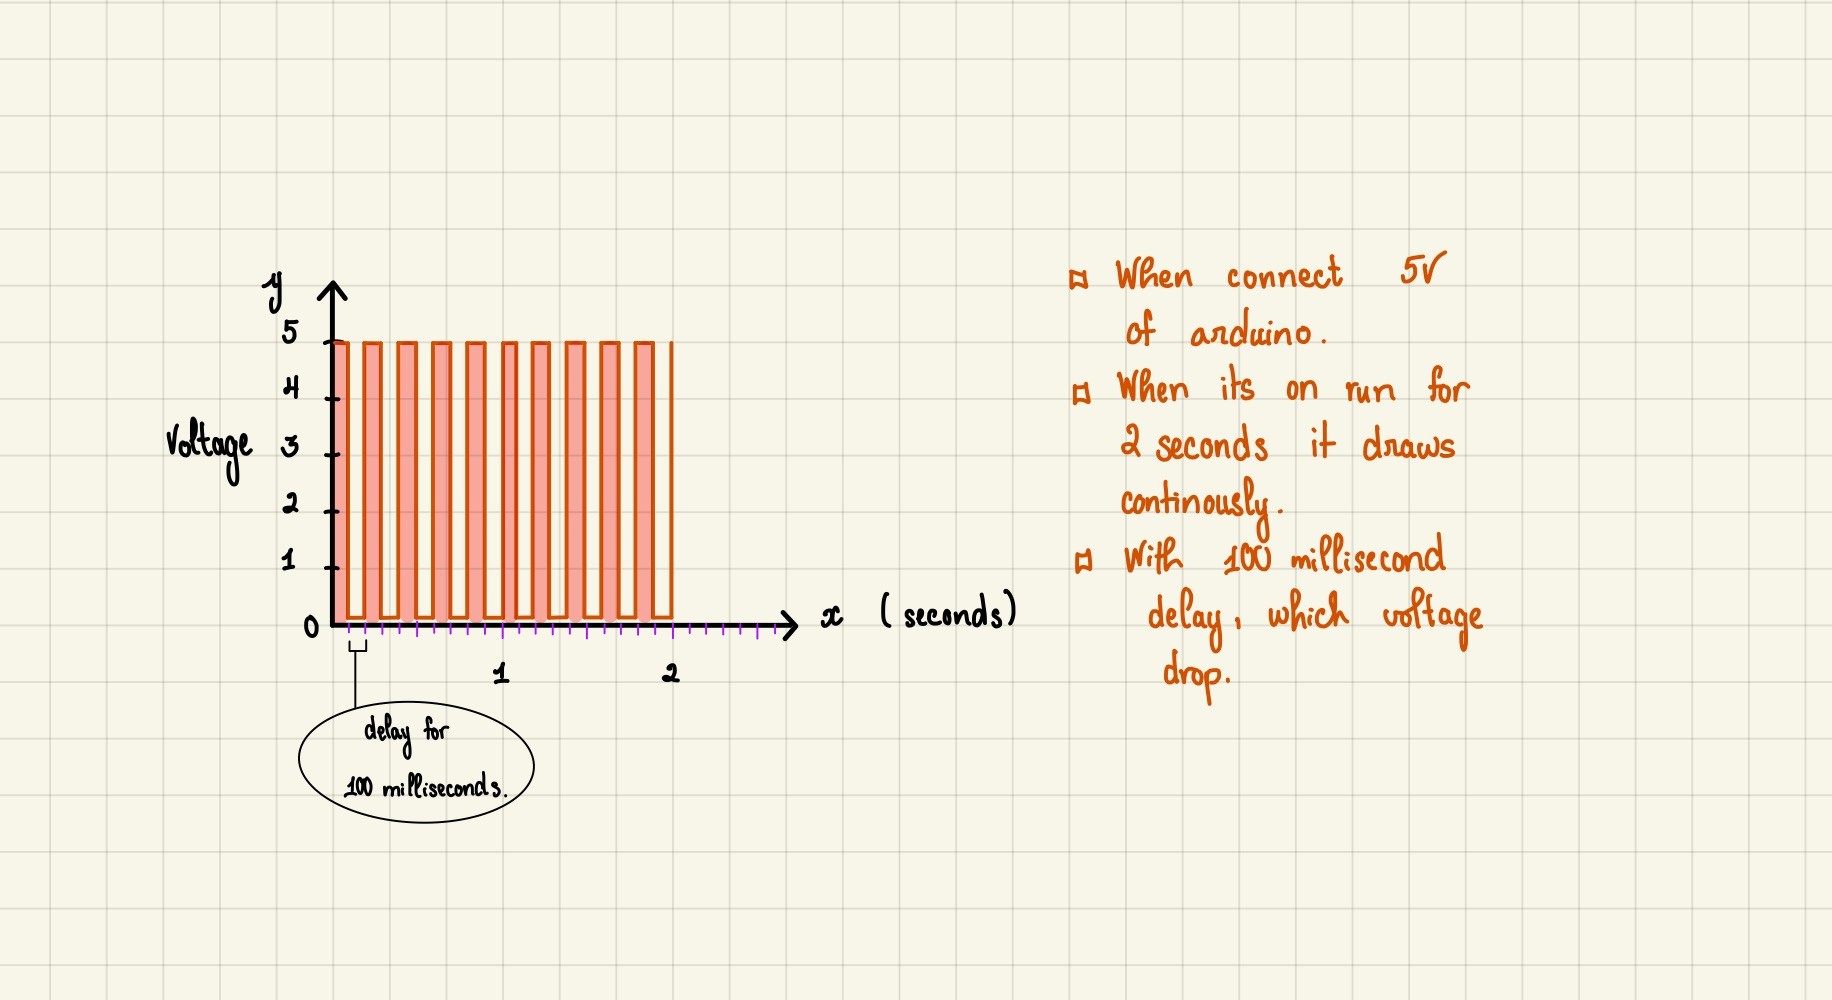 y
5
4
3
2
1
0
Voltage
x (seconds)
1
2
delay for
100 milliseconds.
When connect 5V
of arduino.
When its on run for
2 seconds it draws
continously.
With 100 millisecond
delay, which voltage
drop.